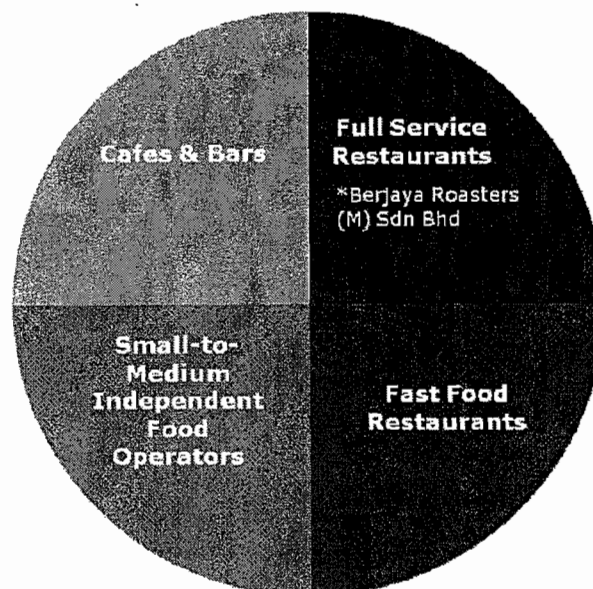 Cafes & Bars
Full Service
Restaurants
*Berjaya Roasters
(M) Sdn Bhd
Small-to-
Medium
Independent
Food
Operators
Fast Food
Restaurants